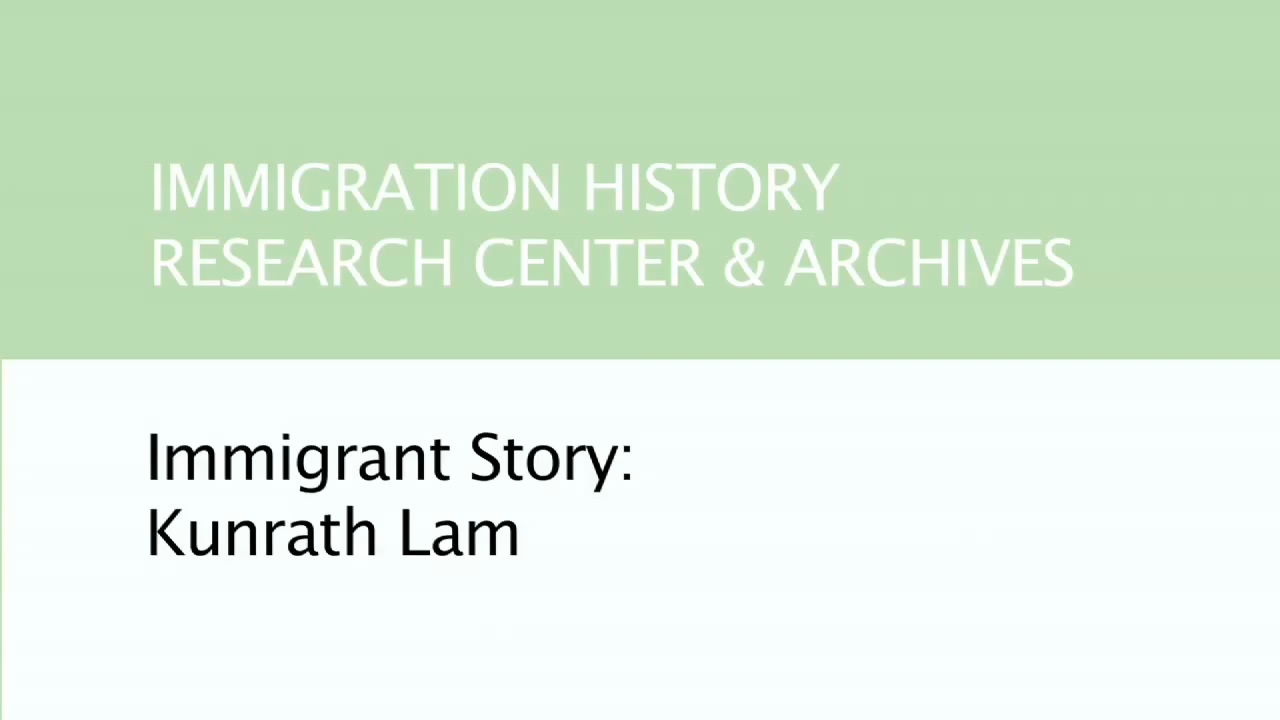 IMMIGRATION HISTORY
RESEARCH CENTER & ARCHIVES
Immigrant Story:
Kunrath Lam